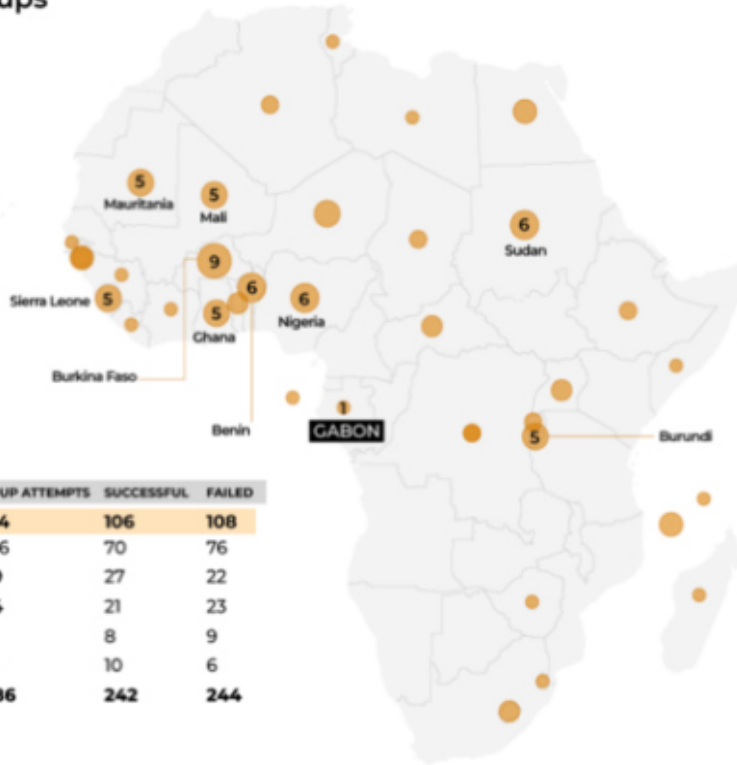 ups
5
Mauritania
5
Mali
6
Sudan
9
6
Sierra Leone 5
5
Ghana
6
Nigeria
Burkina Faso
Benin
1
GABON
5 Burundi
UP ATTEMPTS SUCCESSFUL FAILED
4 106 108
6 70 76
27 22
21 23
8 9
10 6
86 242 244